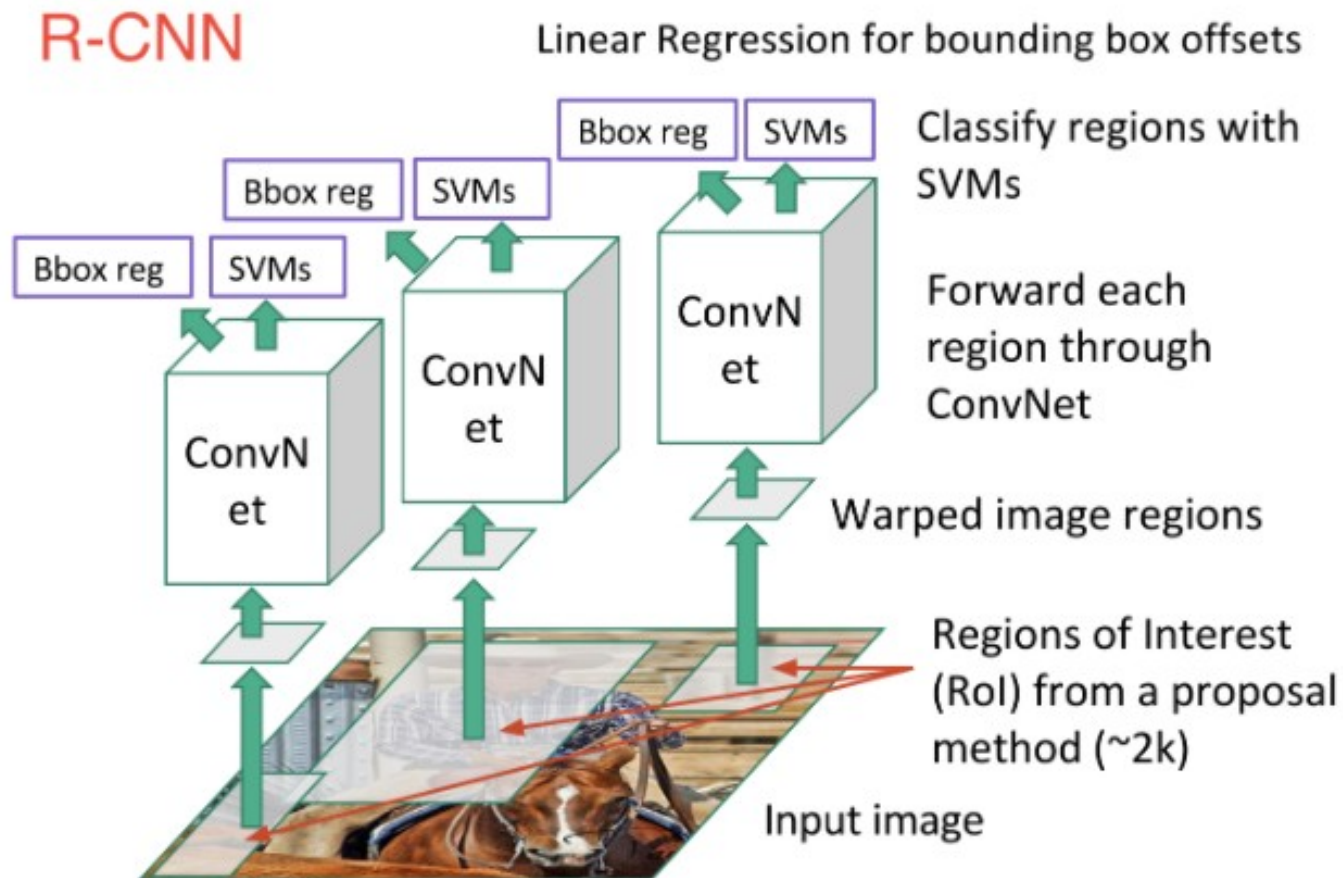 R-CNN
Linear Regression for bounding box offsets
Bbox reg
SVMs
Classify regions with
SVMs
Bbox reg
SVMs
Bbox reg
SVMs
ConvN
et
ConvN
et
ConvN
et
Forward each
region through
ConvNet
Warped image regions
Regions of Interest
(RoI) from a proposal
method (~2k)
Input image